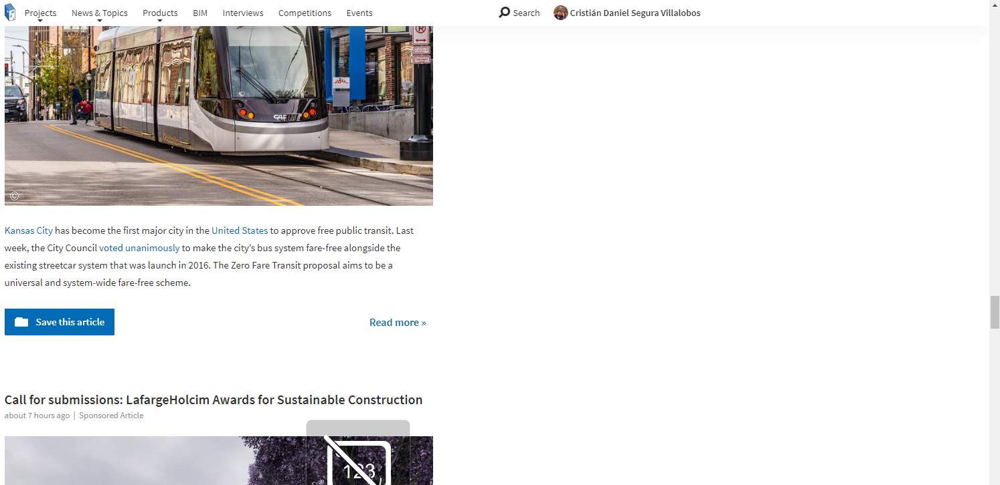 Projects
News & Topics
Products
BIM
Interviews
Competitions
Events
Search
Cristián Daniel Segura Villalobos
CAF
©
Kansas City has become the first major city in the United States to approve free public transit. Last
week, the City Council voted unanimously to make the city’s bus system fare-free alongside the
existing streetcar system that was launch in 2016. The Zero Fare Transit proposal aims to be a
universal and system-wide fare-free scheme.
Save this article
Read more »
Call for submissions: LafargeHolcim Awards for Sustainable Construction
about 7 hours ago | Sponsored Article
123